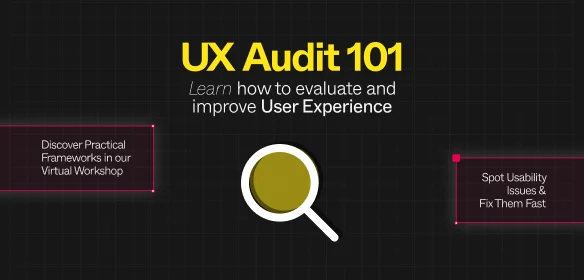 UX Audit 101
Learn how to evaluate and
improve User Experience
Discover Practical
Frameworks in our
Virtual Workshop
Spot Usability
Issues &
Fix Them Fast